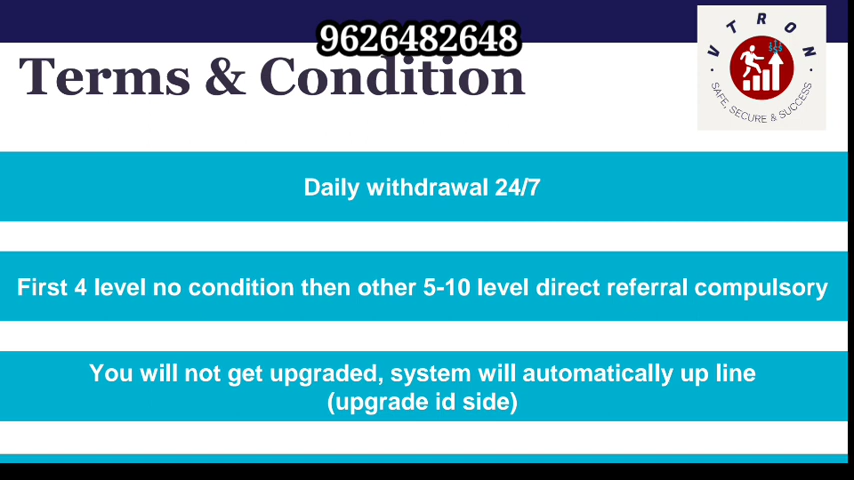 9626482648
Terms & Condition
VTRON
SAFE, SECURE & SUCCESS
Daily withdrawal 24/7
First 4 level no condition then other 5-10 level direct referral compulsory
You will not get upgraded, system will automatically up line
(upgrade id side)